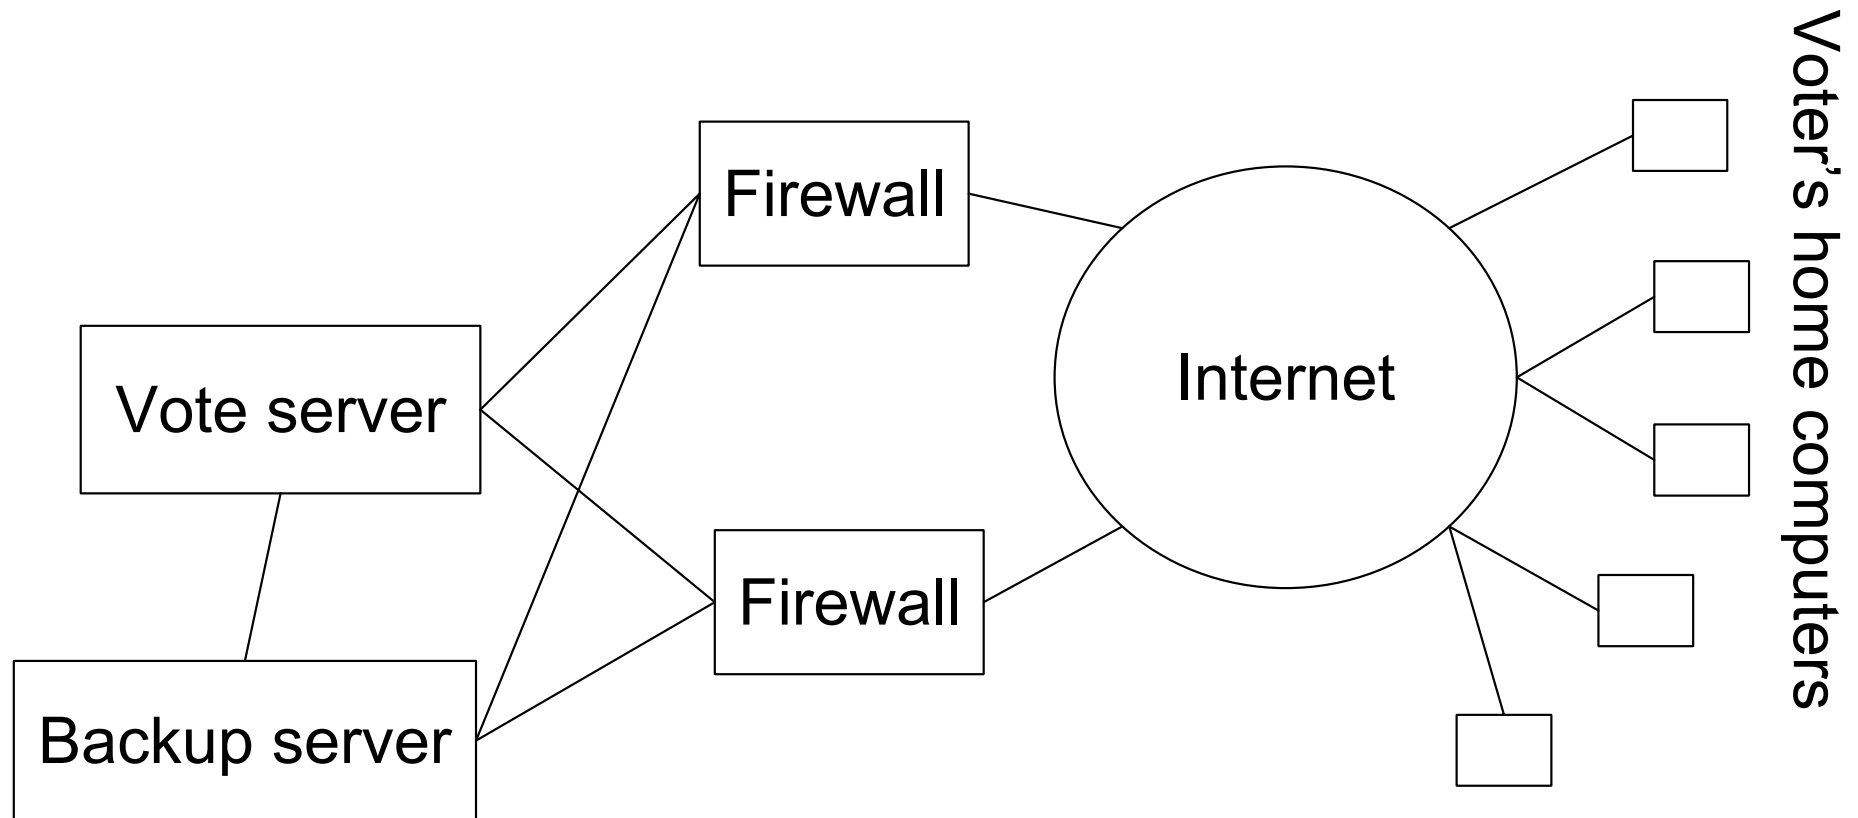 Firewall
Vote server
Internet
Firewall
Backup server
Voter’s home computers